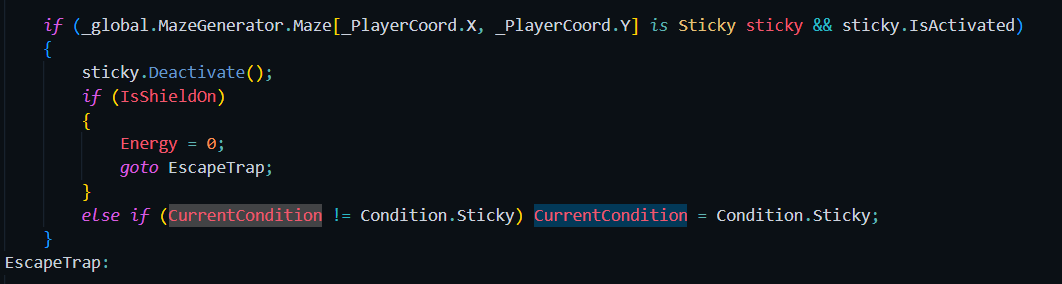 if (_global.MazeGenerator.Maze[_PlayerCoord.X, _PlayerCoord.Y] is Sticky sticky && sticky.IsActivated)
{
sticky.Deactivate();
if (IsShieldOn)
{
Energy = 0;
goto EscapeTrap;
}
else if (CurrentCondition != Condition.Sticky) CurrentCondition = Condition.Sticky;
}
EscapeTrap: